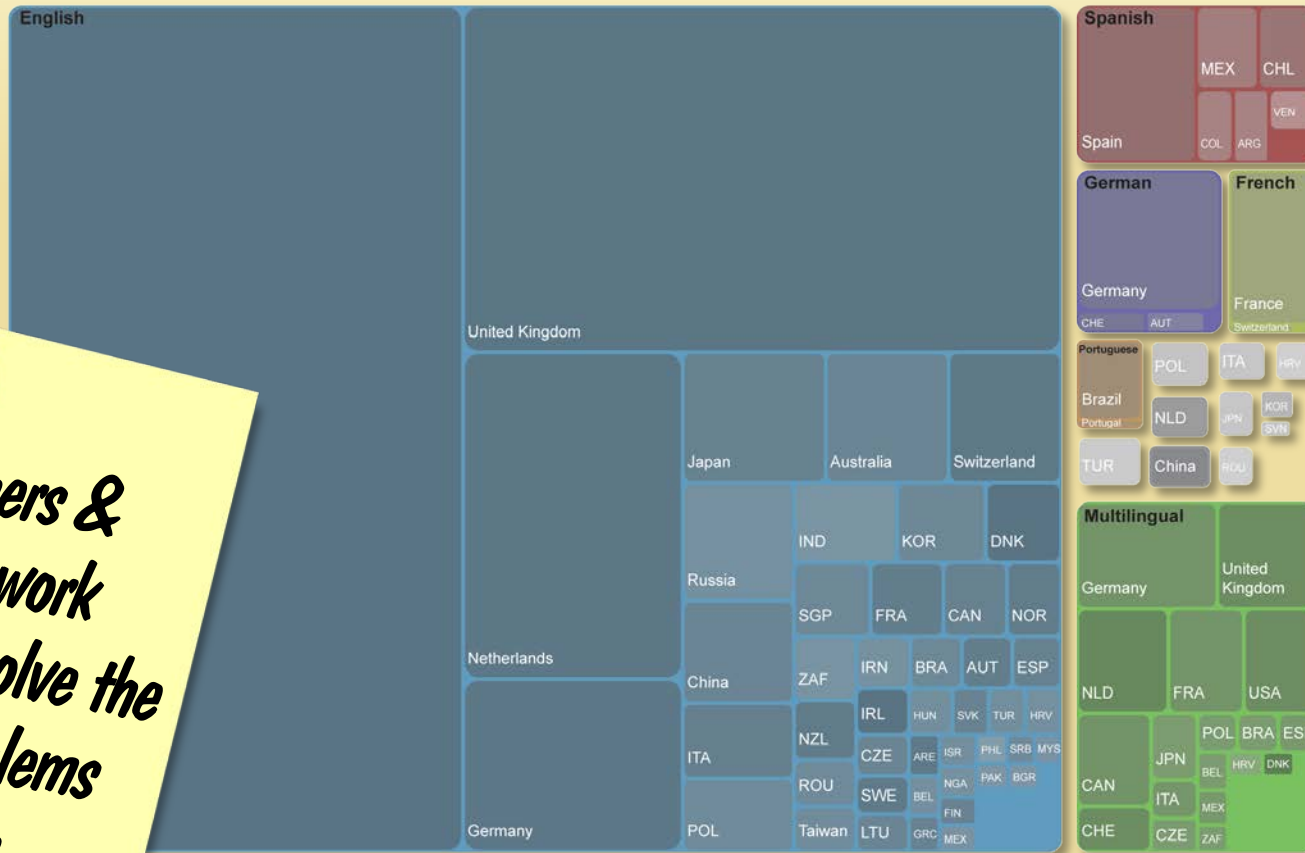 English
United Kingdom
Netherlands
Germany
Japan
Australia
Switzerland
Russia
IND
KOR
DNK
China
SGP
FRA
CAN
NOR
ZAF
IRN
BRA
AUT
ESP
ITA
NZL
IRL
HUN
SVK
TUR
HRV
CZE
ARE
ISR
PHL
SRB
MYS
POL
ROU
SWE
BEL
NGA
PAK
BGR
Taiwan
LTU
GRC
FIN
MEX
Spanish
Spain
MEX
CHL
COL
ARG
VEN
German
Germany
CHE
AUT
French
France
Switzerland
Portuguese
Brazil
Portugal
POL
ITA
HRV
NLD
JPN
KOR
SVN
TUR
China
ROU
Multilingual
Germany
United
Kingdom
NLD
FRA
USA
CAN
JPN
POL
BRA
ES
BEL
HRV
DNK
ITA
MEX
CHE
CZE
ZAF
&
work
olve the